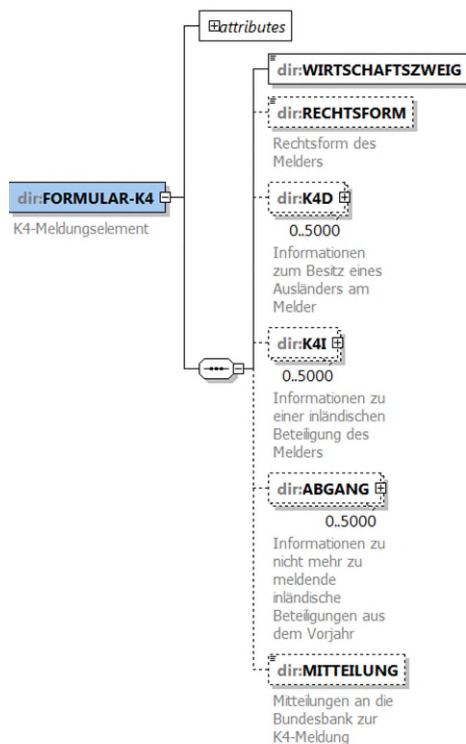 attributes
dir:WIRTSCHAFTSZWEIG
dir:RECHTSFORM
Rechtsform des
Melders
dir:FORMULAR-K4
K4-Meldungselement
dir:K4D
0..5000
Informationen
zum Besitz eines
Ausländers am
Melder
dir:K4I
0..5000
Informationen zu
einer inländischen
Beteiligung des
Melders
dir:ABGANG
0..5000
Informationen zu
nicht mehr zu
meldende
inländische
Beteiligungen aus
dem Vorjahr
dir:MITTEILUNG
Mitteilungen an die
Bundesbank zur
K4-Meldung